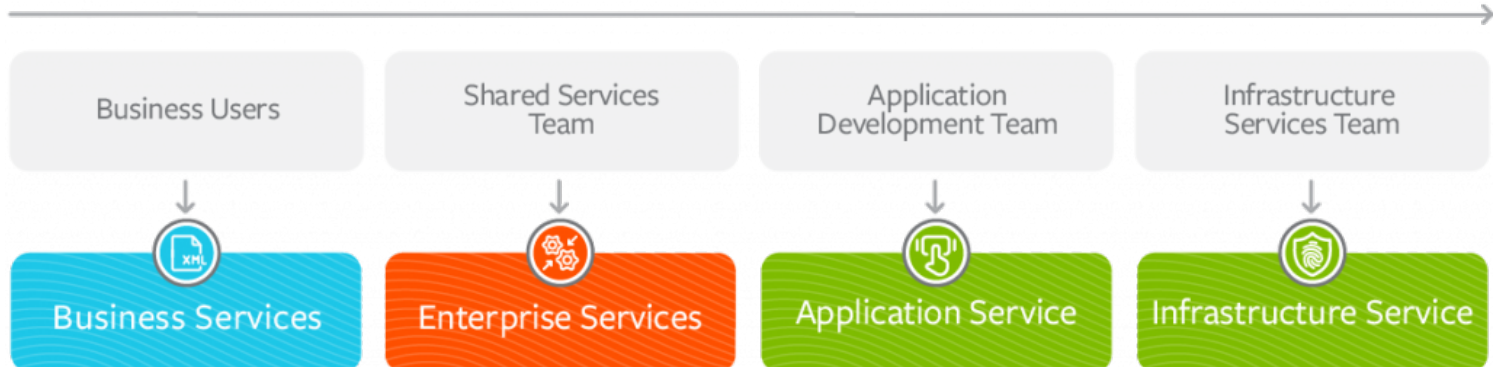 Business Users
Shared Services
Team
Application
Development Team
Infrastructure
Services Team
XML
Business Services
Enterprise Services
Application Service
Infrastructure Service